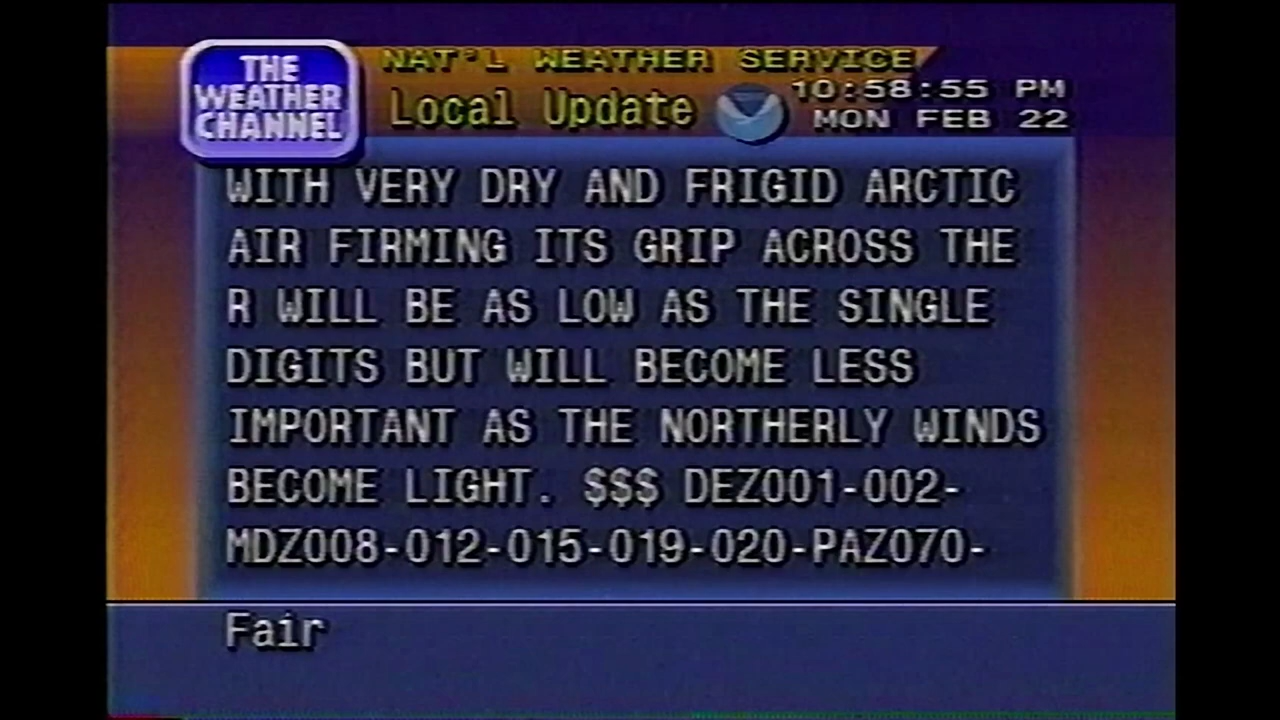 THE
WEATHER
CHANNEL
NAT'L WEATHER SERVICE
Local Update
10:58:55 PM
MON FEB 22
WITH VERY DRY AND FRIGID ARCTIC
AIR FIRMING ITS GRIP ACROSS THE
R WILL BE AS LOW AS THE SINGLE
DIGITS BUT WILL BECOME LESS
IMPORTANT AS THE NORTHERLY WINDS
BECOME LIGHT. $$$ DEZ001-002-
MDZ008-012-015-019-020-PAZ070-
Fair